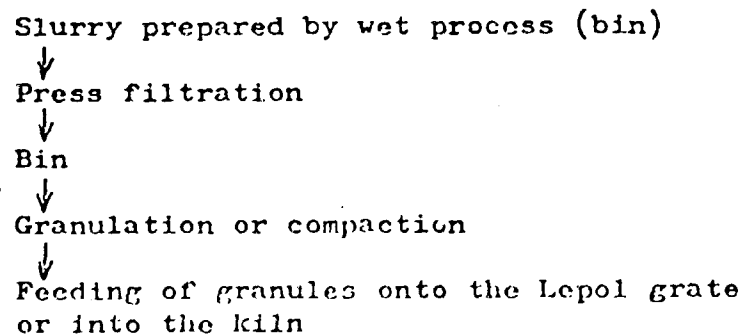 Slurry prepared by wet process (bin)
Press filtration
Bin
Granulation or compaction
Feeding of granules onto the Lepol grate
or into the kiln